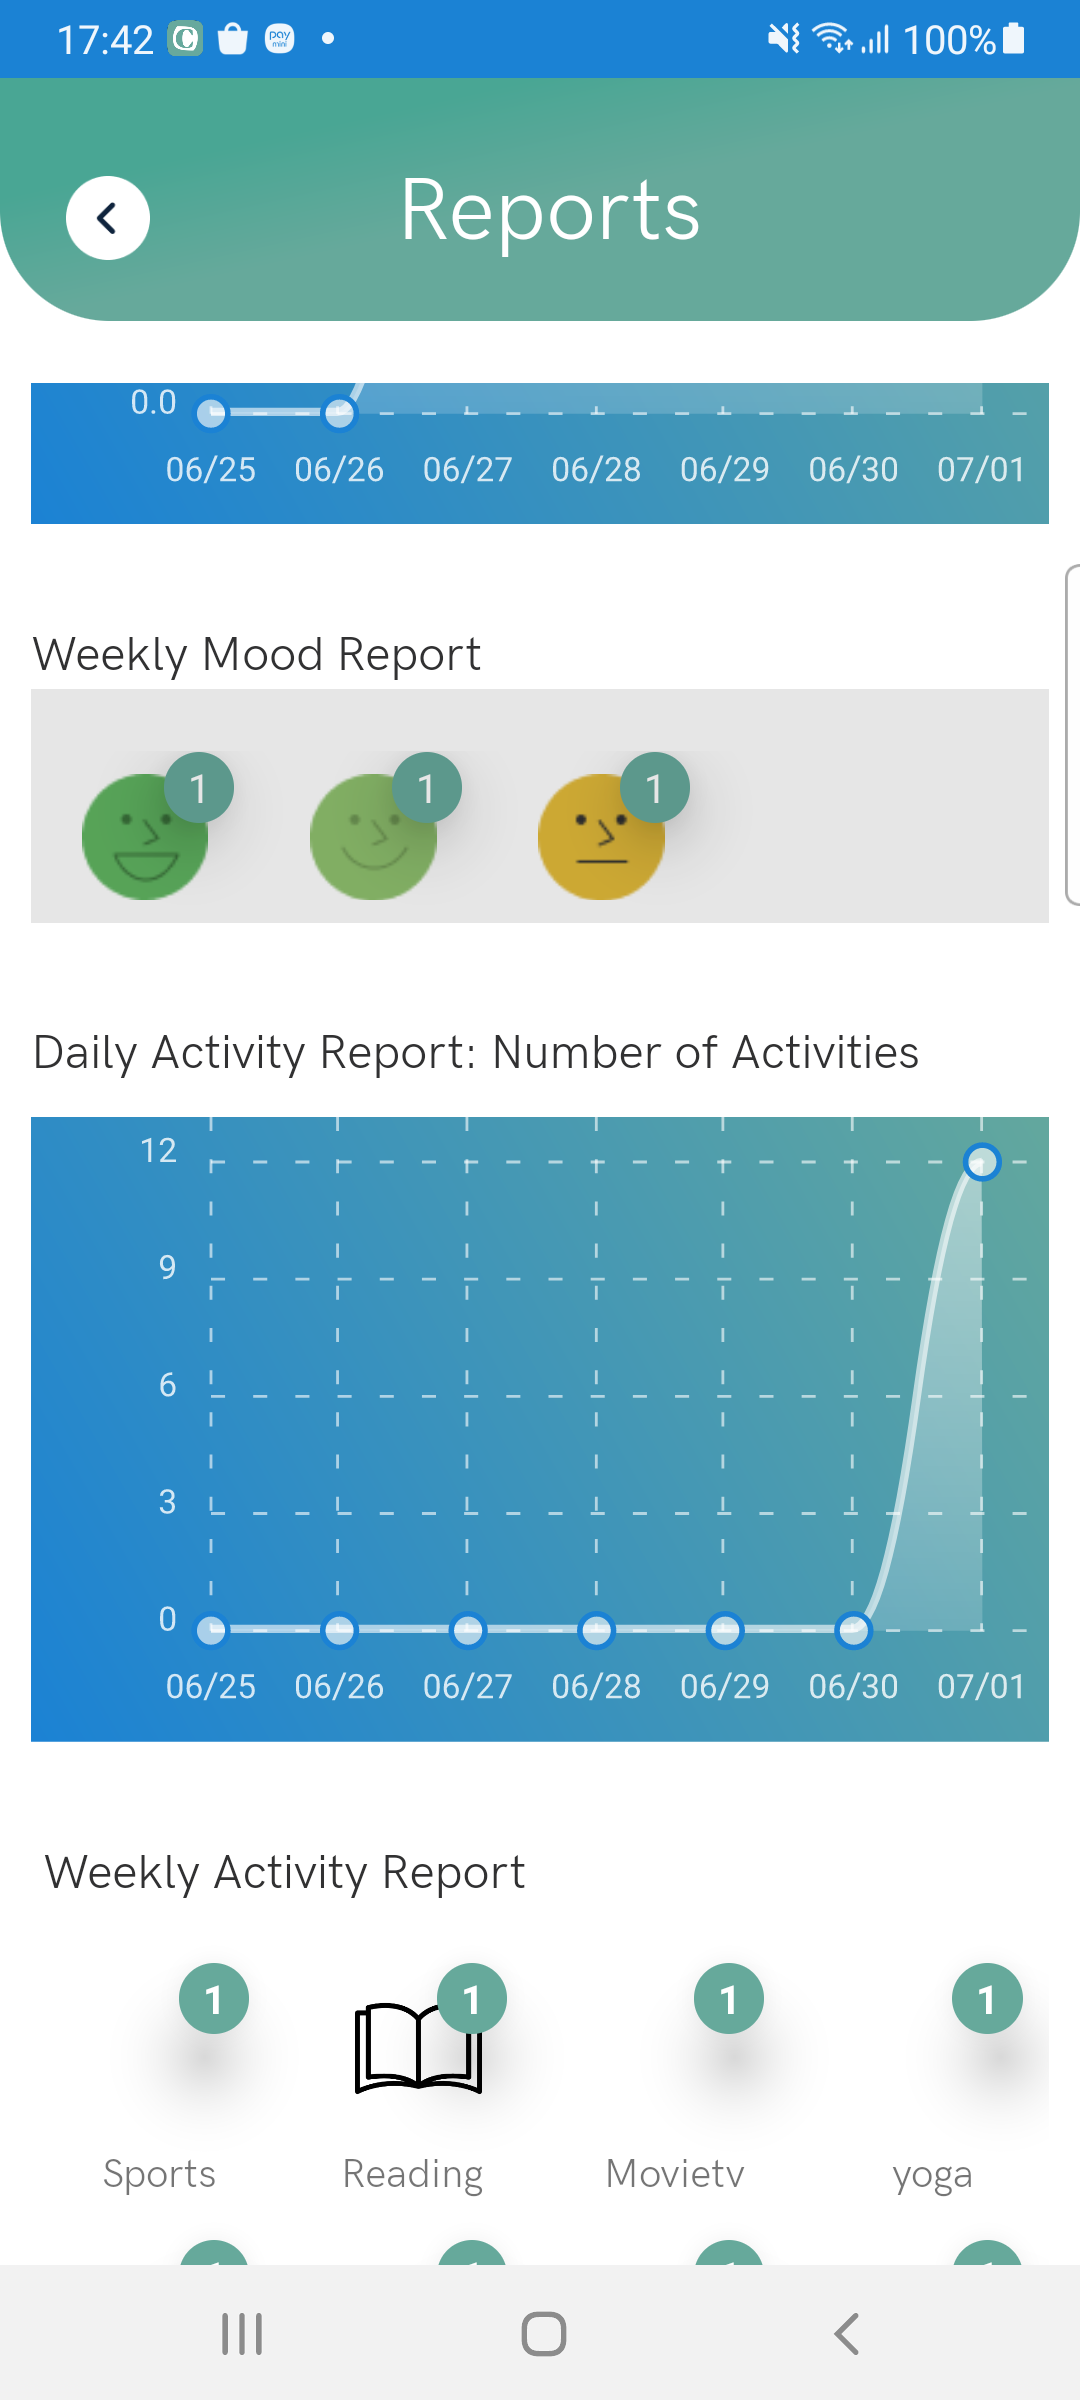 17:42 C pay mini 100%
Reports
0.0
06/25 06/26 06/27 06/28 06/29 06/30 07/01
Weekly Mood Report
1 1 1
Daily Activity Report: Number of Activities
12
9
6
3
0
06/25 06/26 06/27 06/28 06/29 06/30 07/01
Weekly Activity Report
1 1 1 1
Sports Reading Movietv yoga